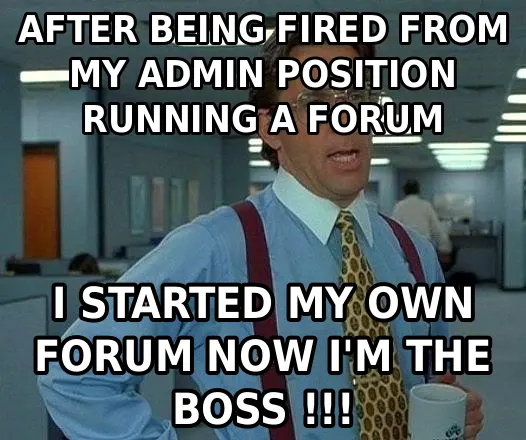 AFTER BEING FIRED FROM
MY ADMIN POSITION
RUNNING A FORUM
I STARTED MY OWN
FORUM NOW I'M THE
BOSS !!!